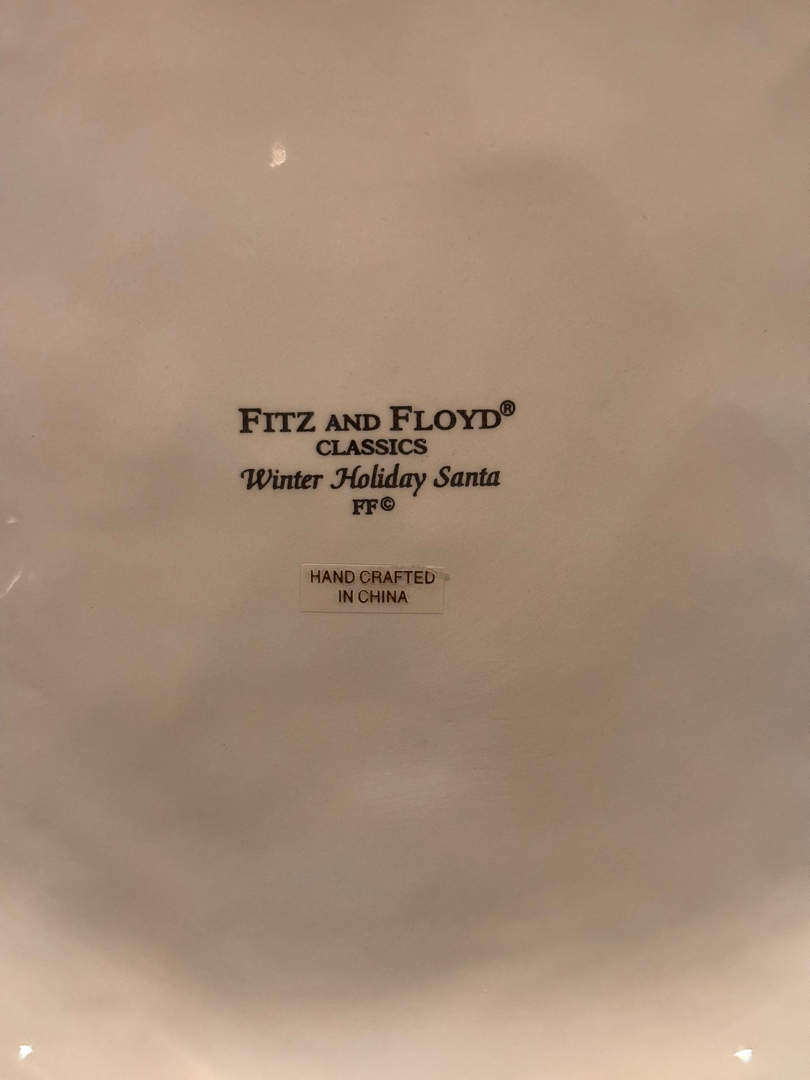 FITZ AND FLOYD®
CLASSICS
Winter Holiday Santa
FF©
HAND CRAFTED
IN CHINA